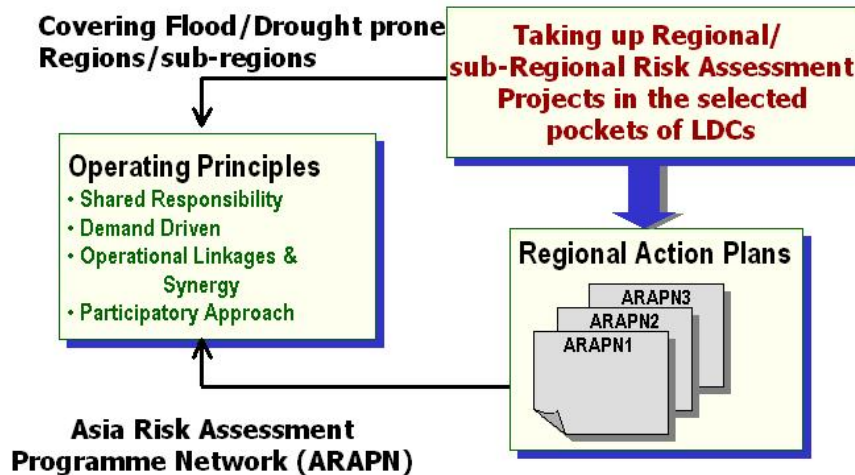 Covering Flood/Drought prone
Regions/sub-regions
Taking up Regional/
sub-Regional Risk Assessment
Projects in the selected
pockets of LDCs
Operating Principles
• Shared Responsibility
• Demand Driven
• Operational Linkages &
Synergy
• Participatory Approach
Regional Action Plans
ARAPN3
ARAPN2
ARAPN1
Asia Risk Assessment
Programme Network (ARAPN)